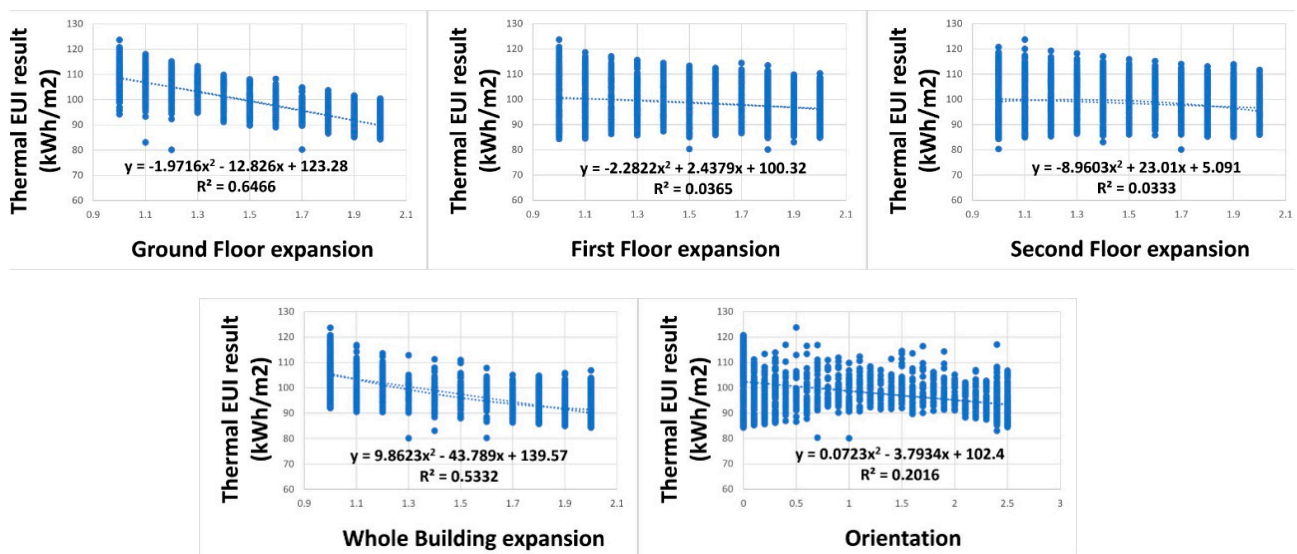 Thermal EUI result
(kWh/m2)
130
120
110
100
90
80
70
60
y = -1.9716x² - 12.826x + 123.28
R² = 0.6466
0.9 1.1 1.3 1.5 1.7 1.9 2.1
Ground Floor expansion
Thermal EUI result
(kWh/m2)
130
120
110
100
90
80
70
60
y = -2.2822x² + 2.4379x + 100.32
R² = 0.0365
0.9 1.1 1.3 1.5 1.7 1.9 2.1
First Floor expansion
Thermal EUI result
(kWh/m2)
130
120
110
100
90
80
70
60
y = -8.9603x² + 23.01x + 5.091
R² = 0.0333
0.9 1.1 1.3 1.5 1.7 1.9 2.1
Second Floor expansion
Thermal EUI result
(kWh/m2)
130
120
110
100
90
80
70
60
y = 9.8623x² - 43.789x + 139.57
R² = 0.5332
0.9 1.1 1.3 1.5 1.7 1.9 2.1
Whole Building expansion
Thermal EUI result
(kWh/m2)
130
120
110
100
90
80
70
60
y = 0.0723x² - 3.7934x + 102.4
R² = 0.2016
0 0.5 1 1.5 2 2.5 3
Orientation